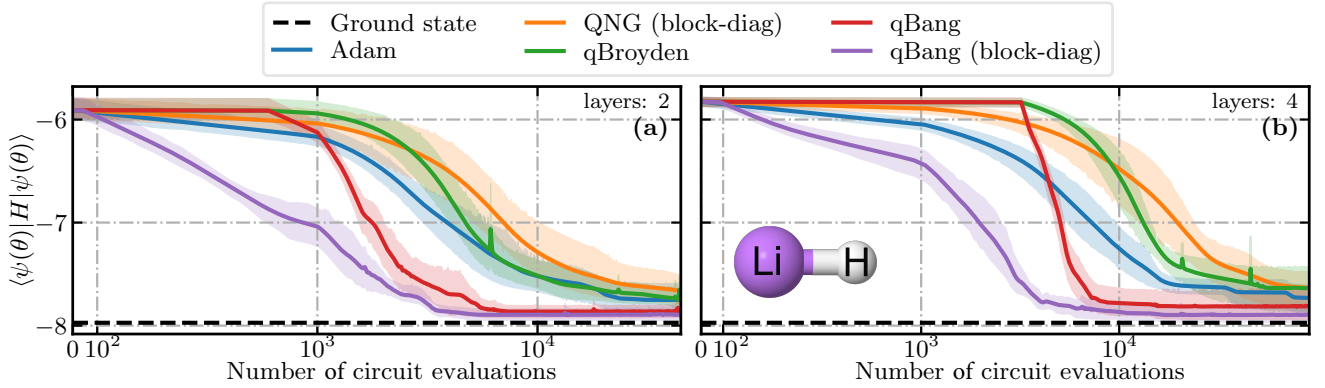 Ground state
Adam
QNG (block-diag)
qBroyden
qBang
qBang (block-diag)
⟨ψ(θ)|H|ψ(θ)⟩
−6
−7
−8
layers: 2
(a)
0 10² 10³ 10⁴
Number of circuit evaluations
layers: 4
(b)
Li H
0 10² 10³ 10⁴
Number of circuit evaluations